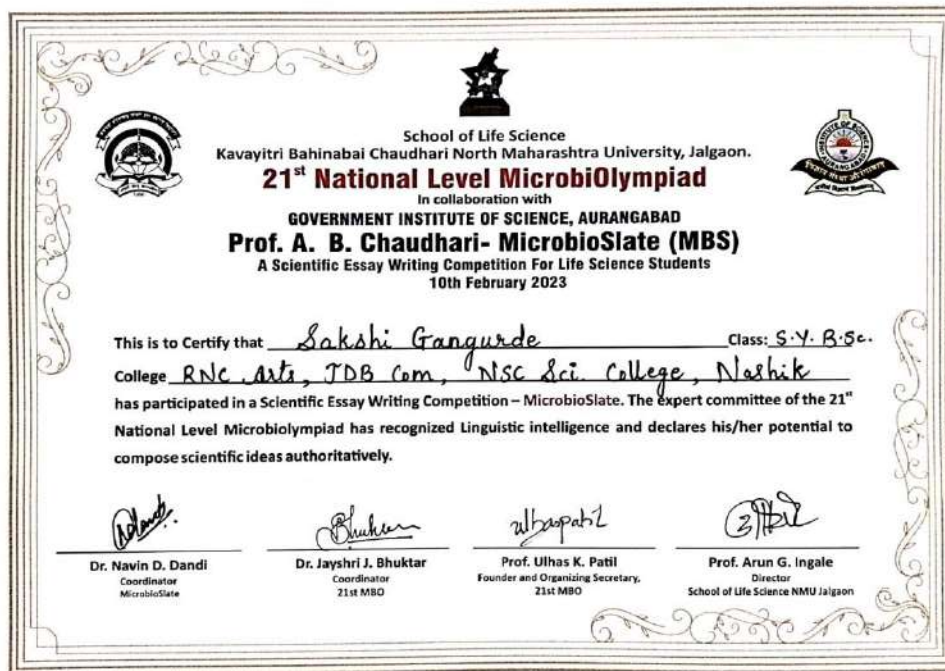 School of Life Science
Kavayitri Bahinabai Chaudhari North Maharashtra University, Jalgaon.
21st National Level MicrobiOlympiad
In collaboration with
GOVERNMENT INSTITUTE OF SCIENCE, AURANGABAD
Prof. A. B. Chaudhari- MicrobioSlate (MBS)
A Scientific Essay Writing Competition For Life Science Students
10th February 2023
INSTITUTE OF SCIENCE
AURANGABAD
This is to Certify that Sakshi Gangurde Class: S.Y. B.Sc.
College RNC Arts, JDB Com, NSC Sci. College, Nashik
has participated in a Scientific Essay Writing Competition – MicrobioSlate. The expert committee of the 21st
National Level Microbiolympiad has recognized Linguistic intelligence and declares his/her potential to
compose scientific ideas authoritatively.
Dr. Navin D. Dandi
Coordinator
MicrobioSlate
Dr. Jayshri J. Bhuktar
Coordinator
21st MBO
ulhaspatil
Prof. Ulhas K. Patil
Founder and Organizing Secretary,
21st MBO
Prof. Arun G. Ingale
Director
School of Life Science NMU Jalgaon